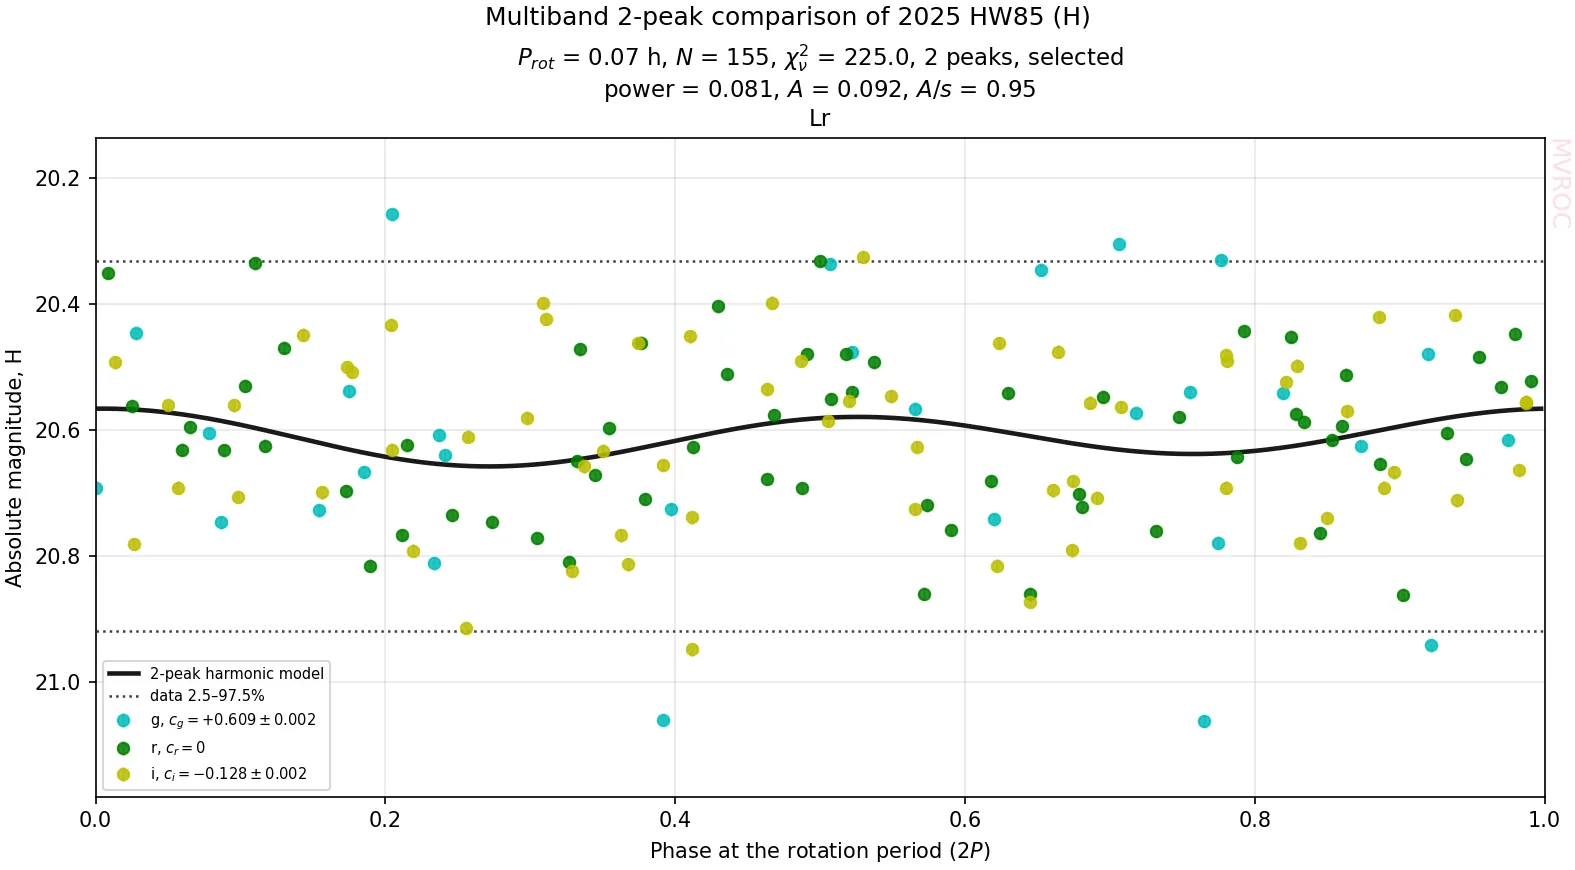 Multiband 2-peak comparison of 2025 HW85 (H)
P_rot = 0.07 h, N = 155, χ²_ν = 225.0, 2 peaks, selected
power = 0.081, A = 0.092, A/s = 0.95
Lr
MVROC
Absolute magnitude, H
20.2
20.4
20.6
20.8
21.0
2-peak harmonic model
data 2.5–97.5%
g, c_g = +0.609 ± 0.002
r, c_r = 0
i, c_i = −0.128 ± 0.002
0.0 0.2 0.4 0.6 0.8 1.0
Phase at the rotation period (2P)